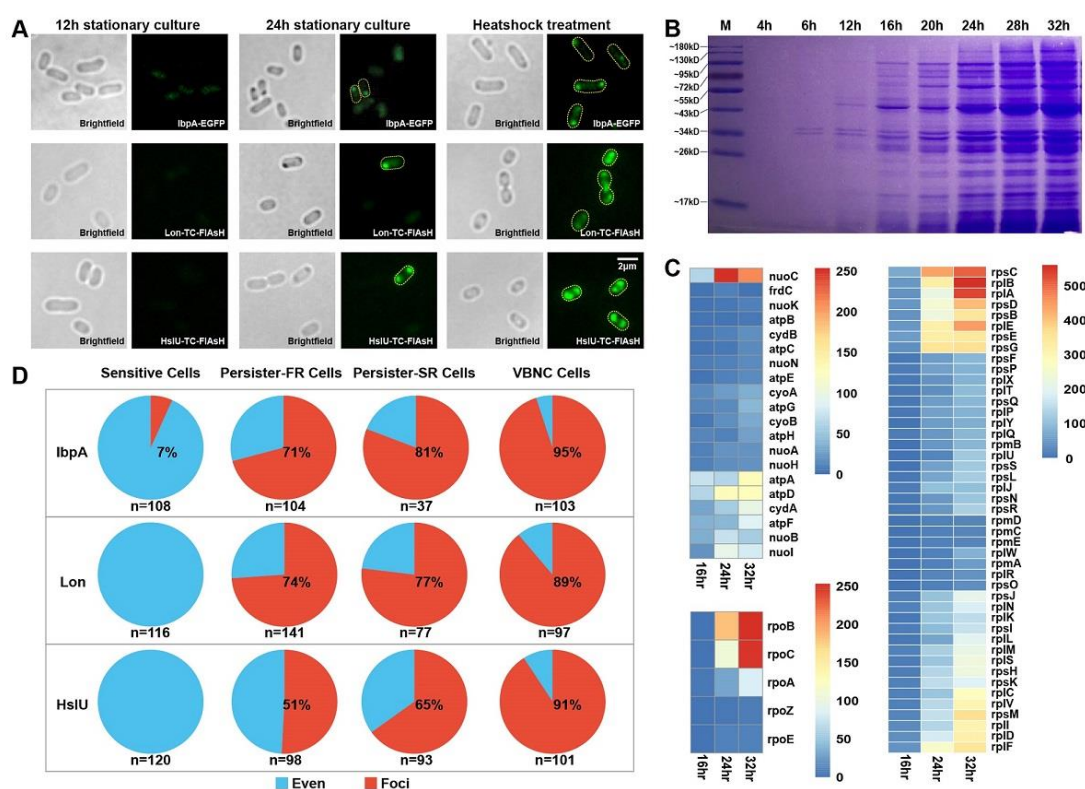 A
12h stationary culture
24h stationary culture
Heatshock treatment
Brightfield
IbpA-EGFP
Brightfield
IbpA-EGFP
Brightfield
IbpA-EGFP
Brightfield
Lon-TC-FlAsH
Brightfield
Lon-TC-FlAsH
Brightfield
Lon-TC-FlAsH
2μm
Brightfield
HslU-TC-FlAsH
Brightfield
HslU-TC-FlAsH
Brightfield
HslU-TC-FlAsH
B
M 4h 6h 12h 16h 20h 24h 28h 32h
~180kD
~130kD
~95kD
~72kD
~55kD
~43kD
~34kD
~26kD
~17kD
C
nuoC
frdC
nuoK
atpB
cydB
atpC
nuoN
atpE
cyoA
atpG
cyoB
atpH
nuoA
nuoH
atpA
atpD
cydA
atpF
nuoB
nuoI
16hr 24hr 32hr
250
200
150
100
50
0
rpoB
rpoC
rpoA
rpoZ
rpoE
16hr 24hr 32hr
250
200
150
100
50
0
rpsC
rplB
rplA
rpsD
rpsB
rplE
rpsE
rpsG
rpsF
rpsP
rplX
rplT
rpsQ
rplP
rplY
rplQ
rpmB
rplU
rpsS
rpsL
rplJ
rpsN
rpsR
rpmD
rpmC
rpmE
rplW
rpmA
rplR
rpsO
rpsJ
rplN
rplK
rpsI
rplL
rplM
rplS
rpsH
rpsK
rplC
rplV
rpsM
rplI
rplD
rplF
16hr 24hr 32hr
500
400
300
200
100
0
D
Sensitive Cells
Persister-FR Cells
Persister-SR Cells
VBNC Cells
IbpA
7%
71%
81%
95%
n=108
n=104
n=37
n=103
Lon
74%
77%
89%
n=116
n=141
n=77
n=97
HslU
51%
65%
91%
n=120
n=98
n=93
n=101
Even
Foci